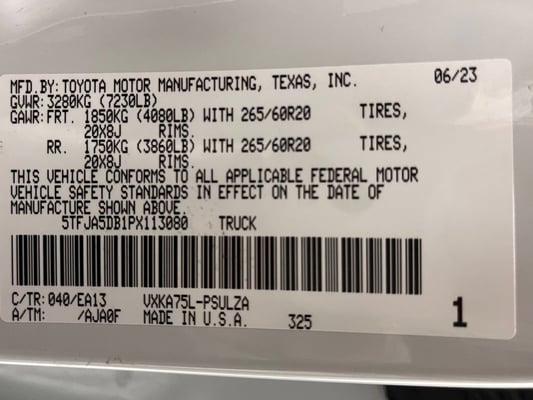 MFD.BY:TOYOTA MOTOR MANUFACTURING, TEXAS, INC. 06/23
GVWR:3280KG (7230LB)
GAWR:FRT. 1850KG (4080LB) WITH 265/60R20 TIRES,
20X8J RIMS.
RR. 1750KG (3860LB) WITH 265/60R20 TIRES,
20X8J RIMS.
THIS VEHICLE CONFORMS TO ALL APPLICABLE FEDERAL MOTOR
VEHICLE SAFETY STANDARDS IN EFFECT ON THE DATE OF
MANUFACTURE SHOWN ABOVE.
5TFJA5DB1PX113080 TRUCK
C/TR:040/EA13 VXKA75L-PSULZA
A/TM: /AJA0F MADE IN U.S.A. 325 1